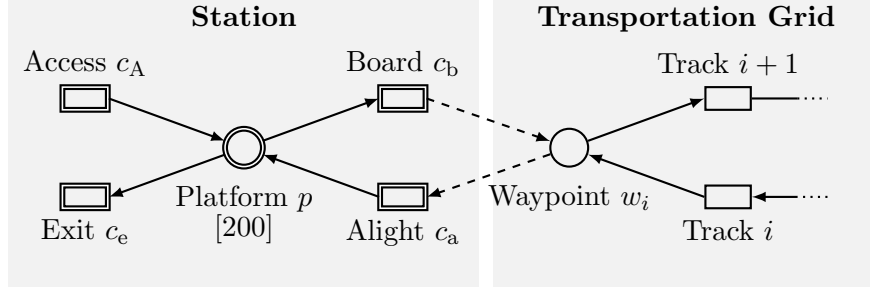 Station
Transportation Grid
Access c_A
Board c_b
Track i + 1
Platform p
[200]
Waypoint w_i
Exit c_e
Alight c_a
Track i